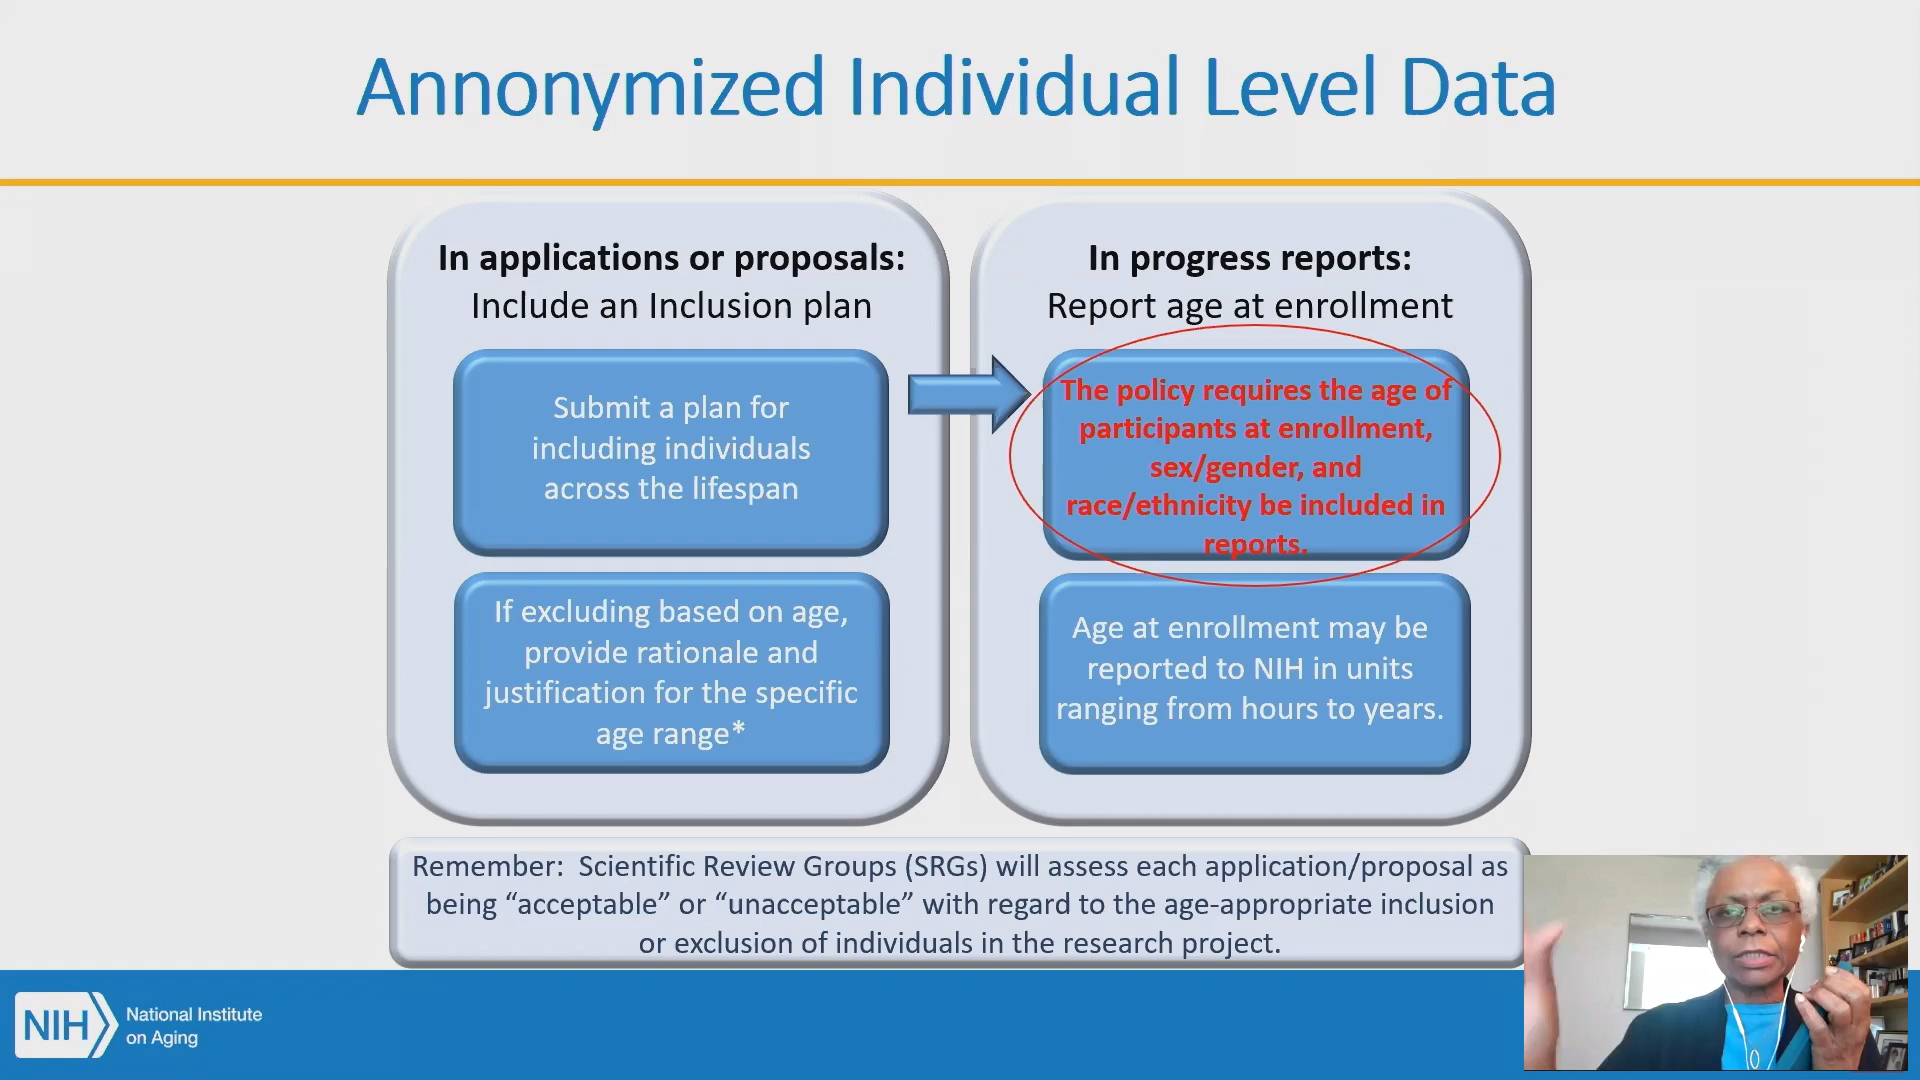 Annonymized Individual Level Data
In applications or proposals:
Include an Inclusion plan
Submit a plan for
including individuals
across the lifespan
If excluding based on age,
provide rationale and
justification for the specific
age range*
In progress reports:
Report age at enrollment
The policy requires the age of
participants at enrollment,
sex/gender, and
race/ethnicity be included in
reports.
Age at enrollment may be
reported to NIH in units
ranging from hours to years.
Remember:  Scientific Review Groups (SRGs) will assess each application/proposal as
being “acceptable” or “unacceptable” with regard to the age-appropriate inclusion
or exclusion of individuals in the research project.
NIH
National Institute
on Aging